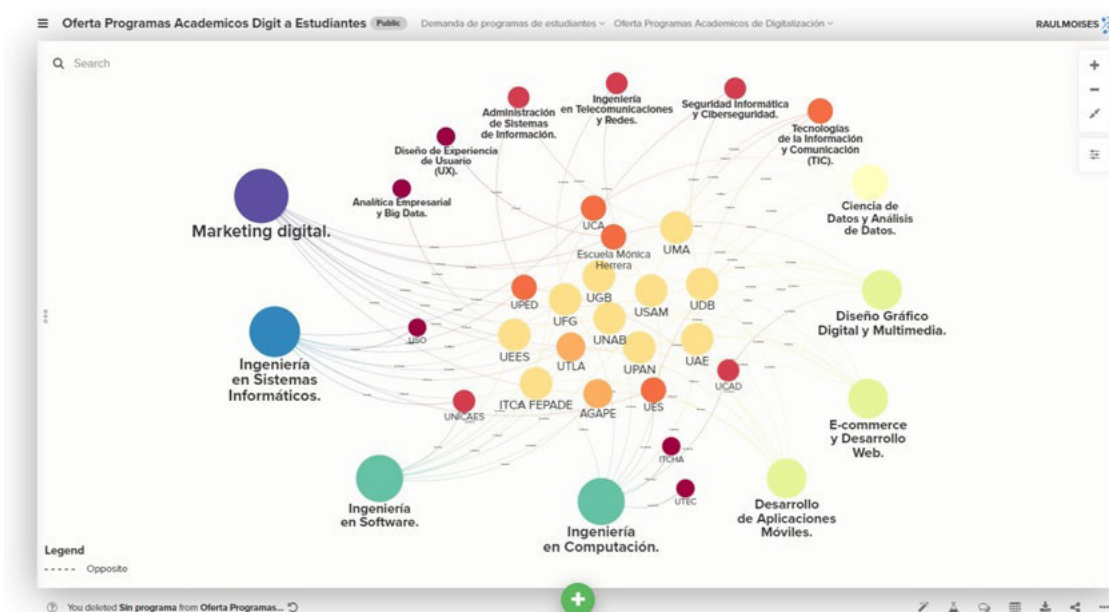 Oferta Programas Academicos Digit a Estudiantes Public Demanda de programas de estudiantes Oferta Programas Academicos de Digitalización RAULMOISES
Search
Administración
de Sistemas
de Información.
Ingeniería
en Telecomunicaciones
y Redes.
Seguridad Informática
y Ciberseguridad.
Tecnologías
de la Información
y Comunicación
(TIC).
Diseño de Experiencia
de Usuario
(UX).
Analítica Empresarial
y Big Data.
Ciencia de
Datos y Análisis
de Datos.
Marketing digital.
UCA
Escuela Mónica
Herrera
UMA
UPED
UGB
USAM
UDB
UFG
UNAB
Diseño Gráfico
Digital y Multimedia.
USO
UEES
UTLA
UPAN
UAE
Ingeniería
en Sistemas
Informáticos.
UCAD
UNICAES
ITCA FEPADE
AGAPE
UES
E-commerce
y Desarrollo
Web.
ITCHA
UTEC
Ingeniería
en Software.
Ingeniería
en Computación.
Desarrollo
de Aplicaciones
Móviles.
Legend
Opposite
You deleted Sin programa from Oferta Programas...